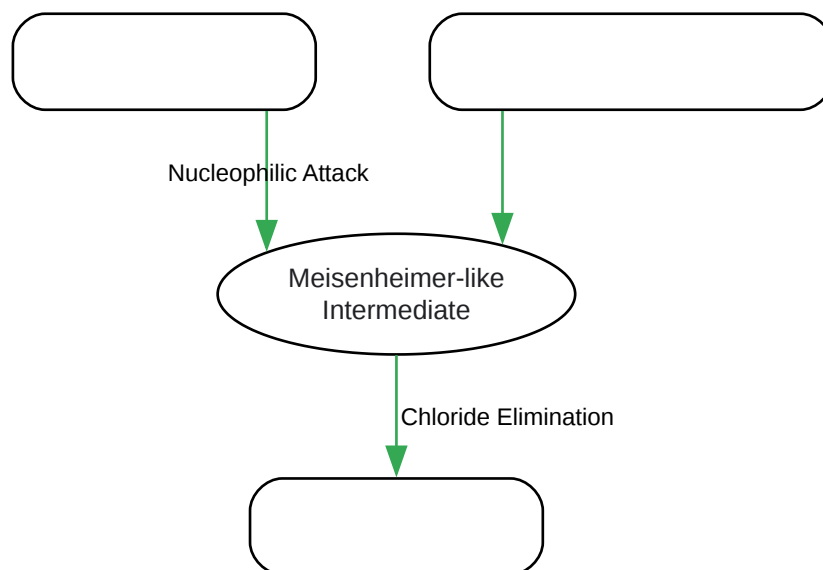 Nucleophilic Attack
Meisenheimer-like
Intermediate
Chloride Elimination